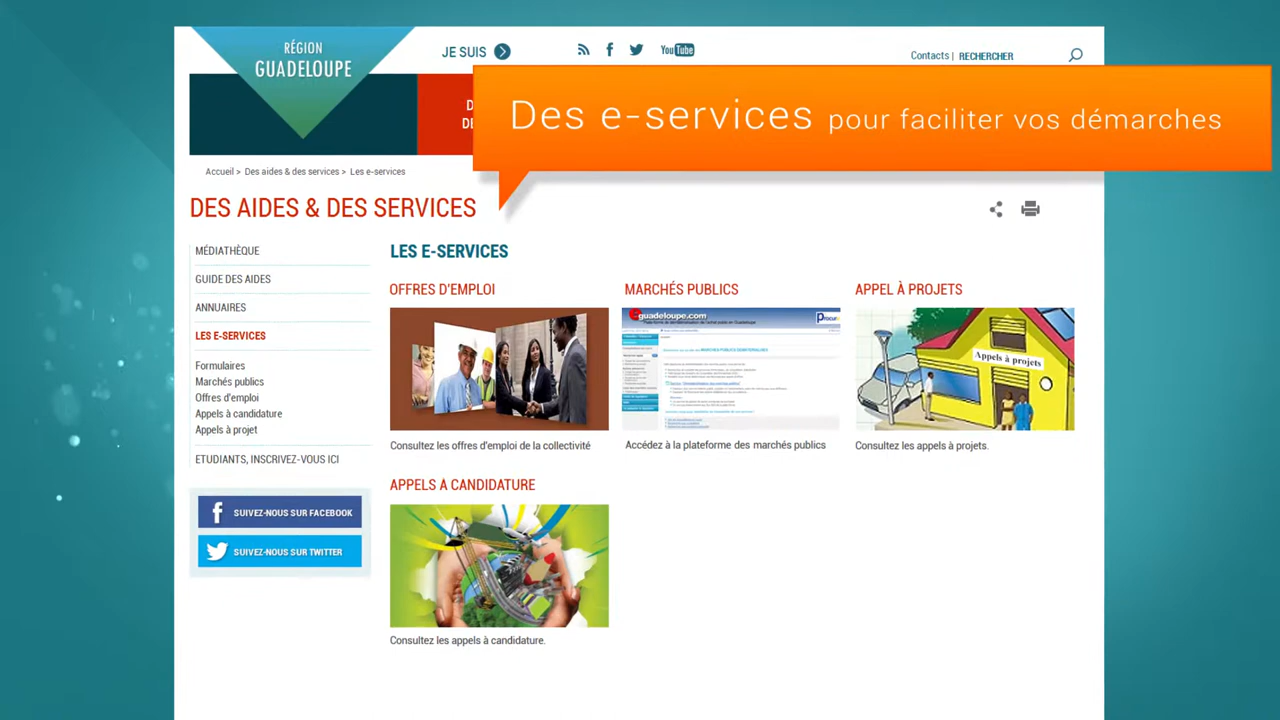 RÉGION
GUADELOUPE
JE SUIS
You Tube
Contacts | RECHERCHER
Des e-services pour faciliter vos démarches
Accueil > Des aides & des services > Les e-services
DES AIDES & DES SERVICES
MÉDIATHÈQUE
GUIDE DES AIDES
ANNUAIRES
LES E-SERVICES
Formulaires
Marchés publics
Offres d'emploi
Appels à candidature
Appels à projet
ETUDIANTS, INSCRIVEZ-VOUS ICI
SUIVEZ-NOUS SUR FACEBOOK
SUIVEZ-NOUS SUR TWITTER
LES E-SERVICES
OFFRES D'EMPLOI
Consultez les offres d'emploi de la collectivité
MARCHÉS PUBLICS
eguadeloupe.com
Accédez à la plateforme des marchés publics
APPEL À PROJETS
Appels à projets
Consultez les appels à projets.
APPELS À CANDIDATURE
Consultez les appels à candidature.